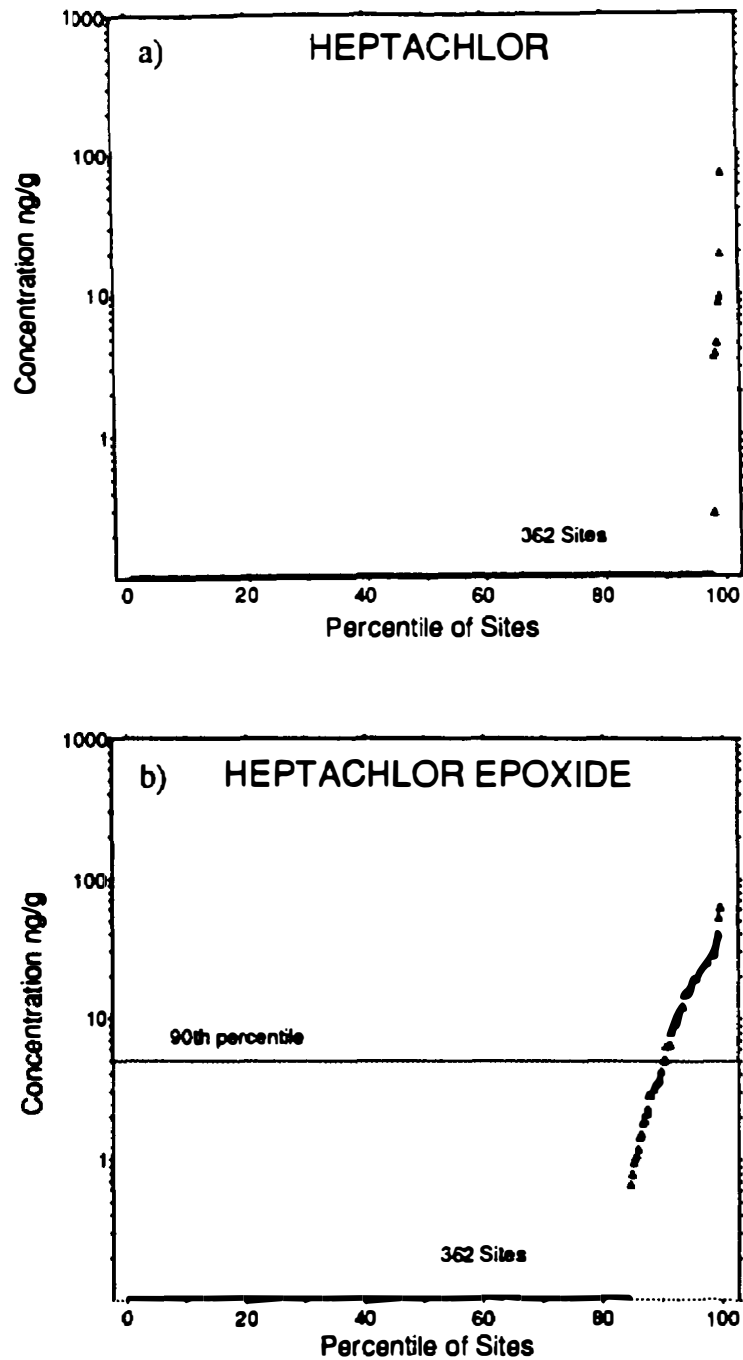 a) HEPTACHLOR
1000
100
10
1
Concentration ng/g
362 Sites
0 20 40 60 80 100
Percentile of Sites
b) HEPTACHLOR EPOXIDE
1000
100
10
1
Concentration ng/g
90th percentile
362 Sites
0 20 40 60 80 100
Percentile of Sites